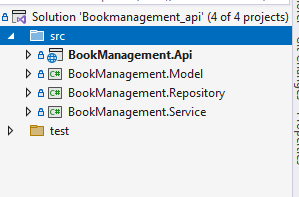 Solution 'Bookmanagement_api' (4 of 4 projects)
src
BookManagement.Api
C# BookManagement.Model
C# BookManagement.Repository
C# BookManagement.Service
test